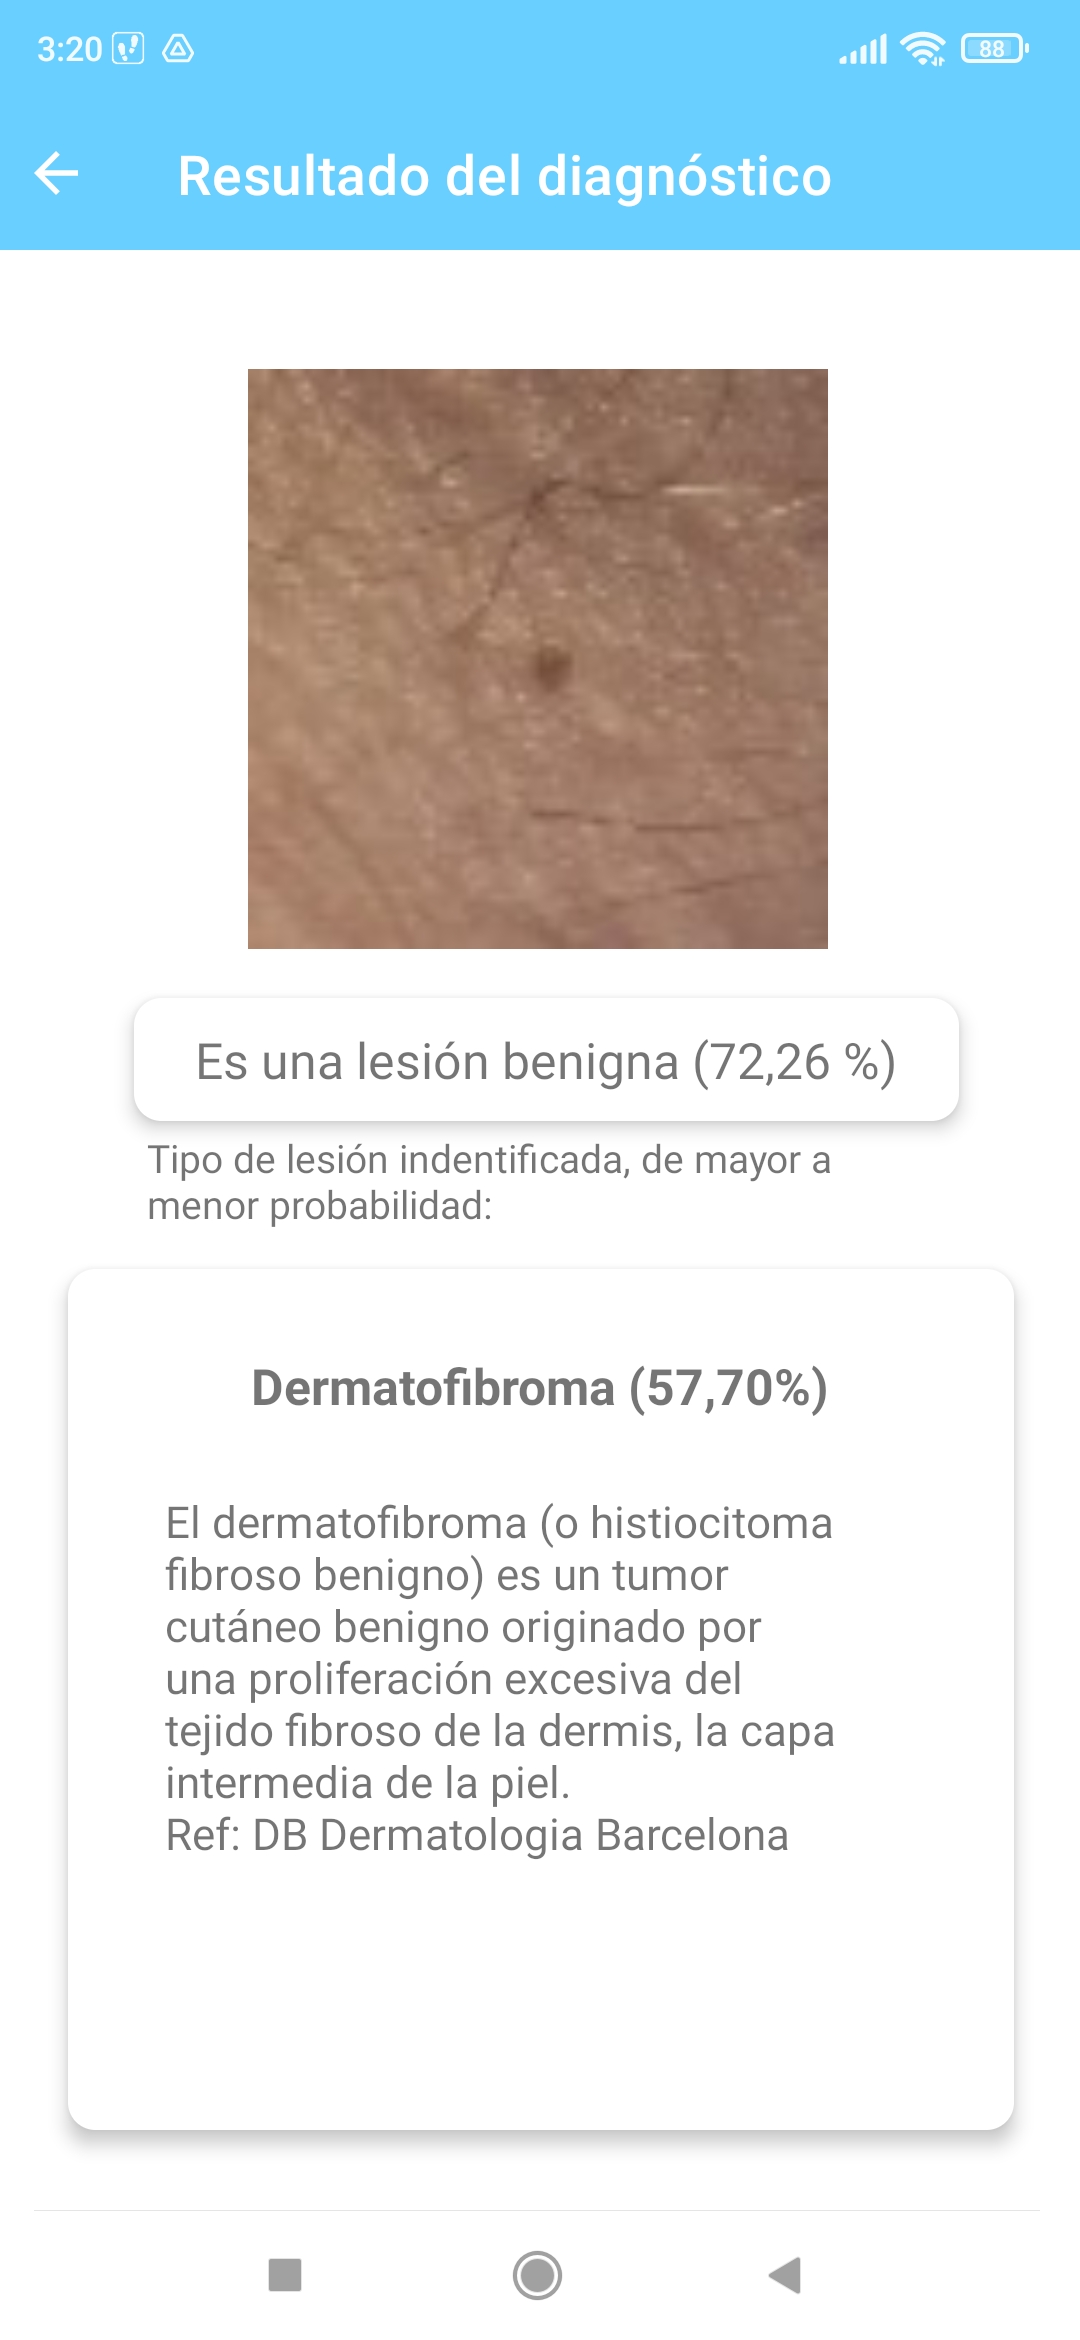 3:20
88
Resultado del diagnóstico
Es una lesión benigna (72,26 %)
Tipo de lesión indentificada, de mayor a
menor probabilidad:
Dermatofibroma (57,70%)
El dermatofibroma (o histiocitoma
fibroso benigno) es un tumor
cutáneo benigno originado por
una proliferación excesiva del
tejido fibroso de la dermis, la capa
intermedia de la piel.
Ref: DB Dermatologia Barcelona